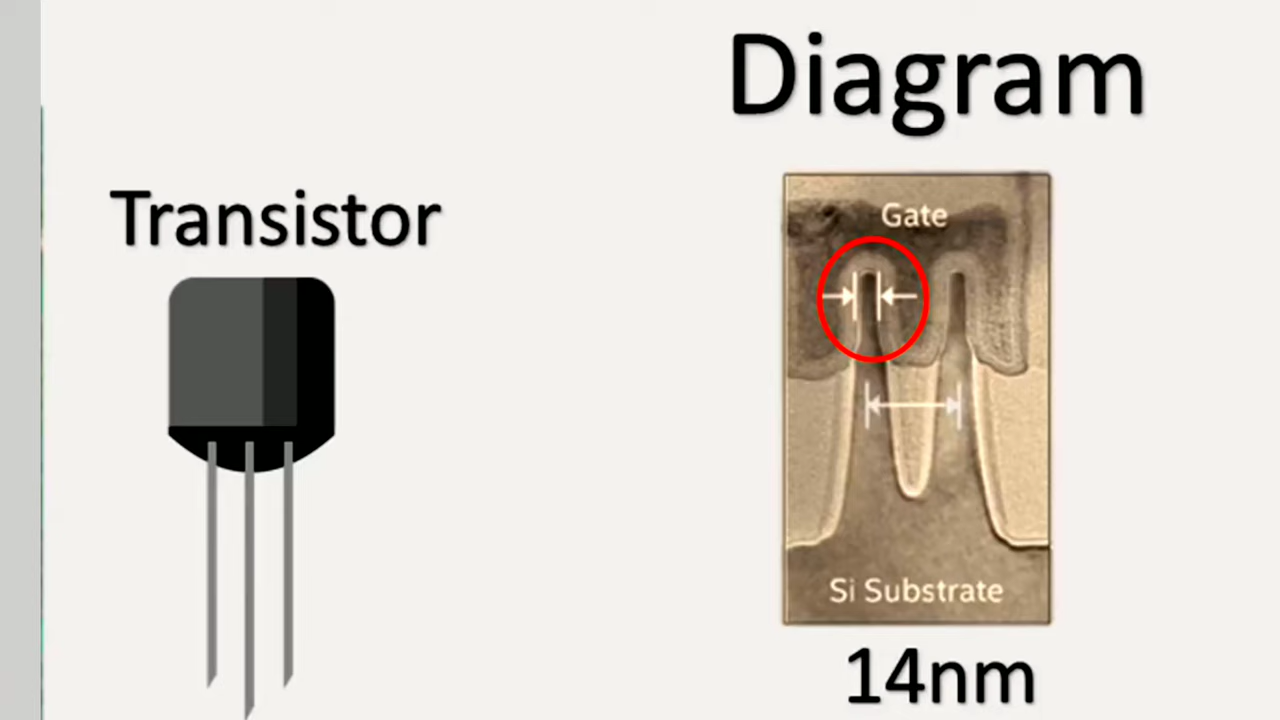 Diagram
Transistor
Gate
Si Substrate
14nm